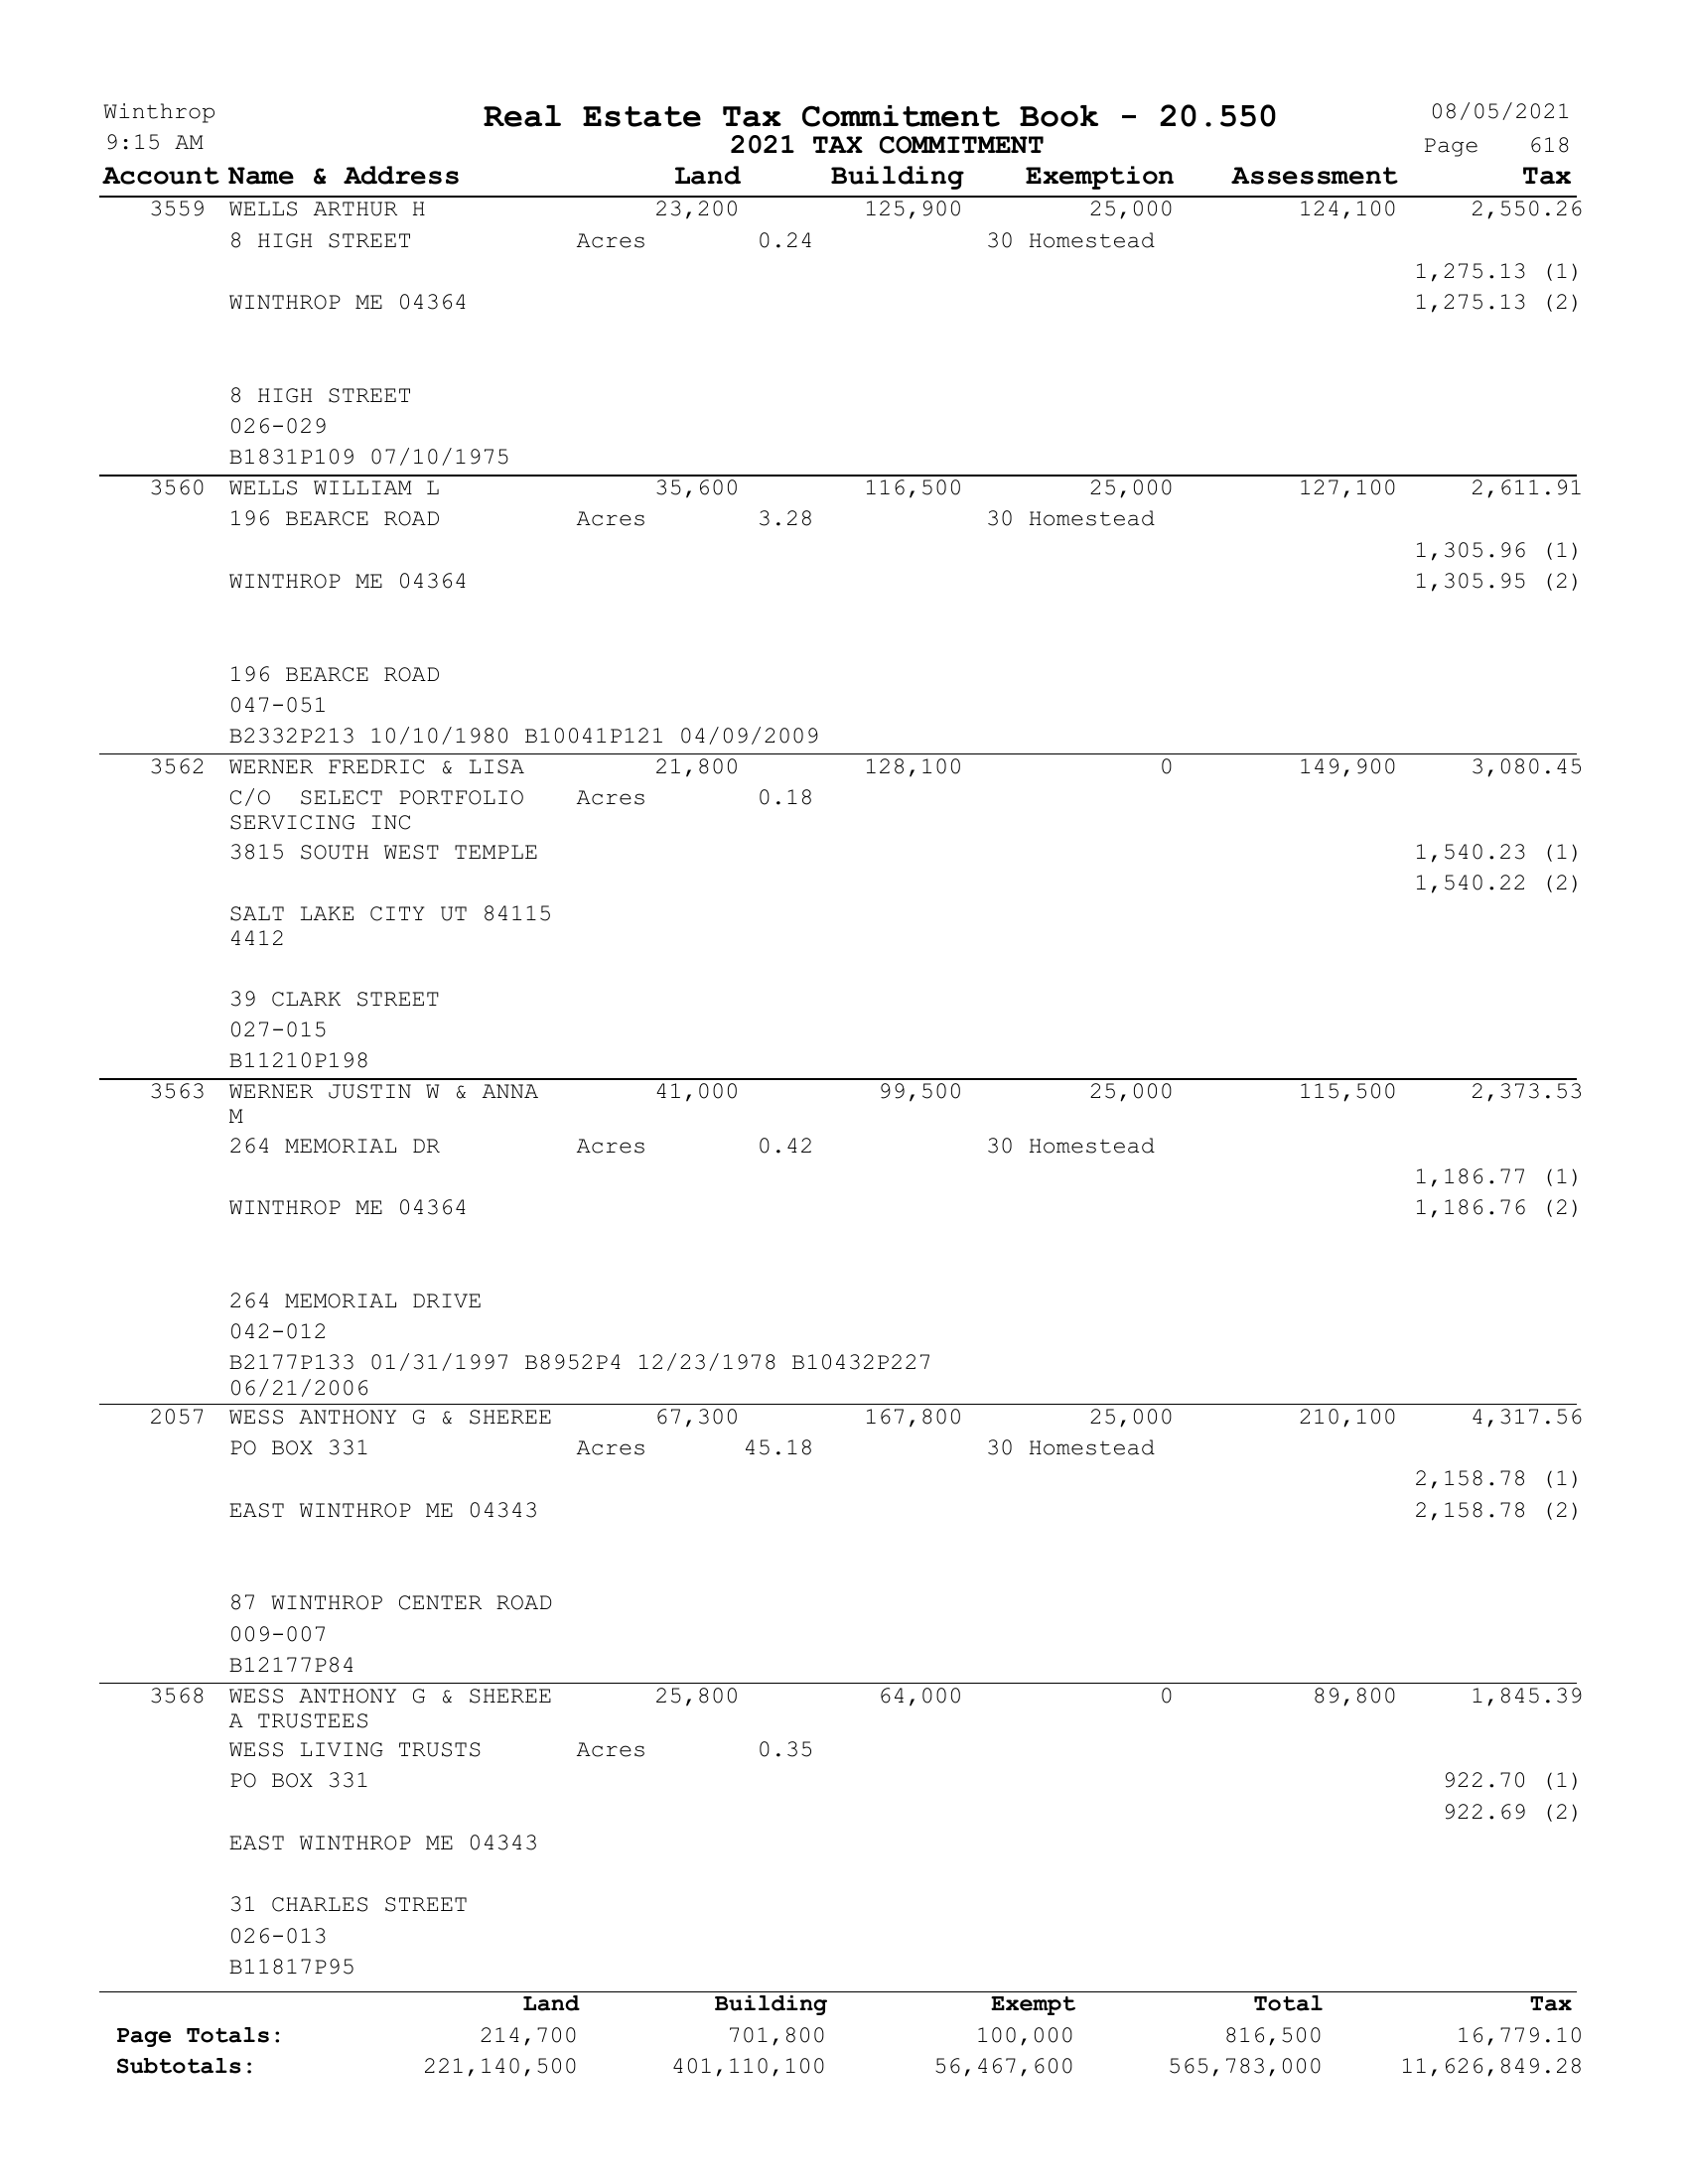 Winthrop Real Estate Tax Commitment Book - 20.550 08/05/2021
9:15 AM 2021 TAX COMMITMENT Page 618
Account Name & Address Land Building Exemption Assessment Tax
3559 WELLS ARTHUR H 23,200 125,900 25,000 124,100 2,550.26
8 HIGH STREET Acres 0.24 30 Homestead
1,275.13 (1)
WINTHROP ME 04364 1,275.13 (2)
8 HIGH STREET
026-029
B1831P109 07/10/1975
3560 WELLS WILLIAM L 35,600 116,500 25,000 127,100 2,611.91
196 BEARCE ROAD Acres 3.28 30 Homestead
1,305.96 (1)
WINTHROP ME 04364 1,305.95 (2)
196 BEARCE ROAD
047-051
B2332P213 10/10/1980 B10041P121 04/09/2009
3562 WERNER FREDRIC & LISA 21,800 128,100 0 149,900 3,080.45
C/O SELECT PORTFOLIO Acres 0.18
SERVICING INC
3815 SOUTH WEST TEMPLE 1,540.23 (1)
1,540.22 (2)
SALT LAKE CITY UT 84115
4412
39 CLARK STREET
027-015
B11210P198
3563 WERNER JUSTIN W & ANNA 41,000 99,500 25,000 115,500 2,373.53
M
264 MEMORIAL DR Acres 0.42 30 Homestead
1,186.77 (1)
WINTHROP ME 04364 1,186.76 (2)
264 MEMORIAL DRIVE
042-012
B2177P133 01/31/1997 B8952P4 12/23/1978 B10432P227
06/21/2006
2057 WESS ANTHONY G & SHEREE 67,300 167,800 25,000 210,100 4,317.56
PO BOX 331 Acres 45.18 30 Homestead
2,158.78 (1)
EAST WINTHROP ME 04343 2,158.78 (2)
87 WINTHROP CENTER ROAD
009-007
B12177P84
3568 WESS ANTHONY G & SHEREE 25,800 64,000 0 89,800 1,845.39
A TRUSTEES
WESS LIVING TRUSTS Acres 0.35
PO BOX 331 922.70 (1)
922.69 (2)
EAST WINTHROP ME 04343
31 CHARLES STREET
026-013
B11817P95
Land Building Exempt Total Tax
Page Totals: 214,700 701,800 100,000 816,500 16,779.10
Subtotals: 221,140,500 401,110,100 56,467,600 565,783,000 11,626,849.28